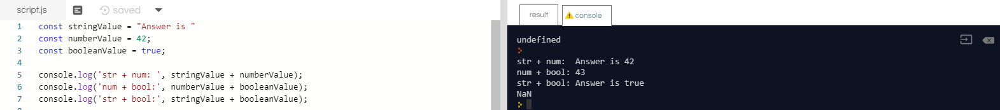 script.js saved
1 const stringValue = "Answer is "
2 const numberValue = 42;
3 const booleanValue = true;
4
5 console.log('str + num: ', stringValue + numberValue);
6 console.log('num + bool:', numberValue + booleanValue);
7 console.log('str + bool:', stringValue + booleanValue);
result console
undefined
>
str + num:  Answer is 42
num + bool: 43
str + bool: Answer is true
NaN
>